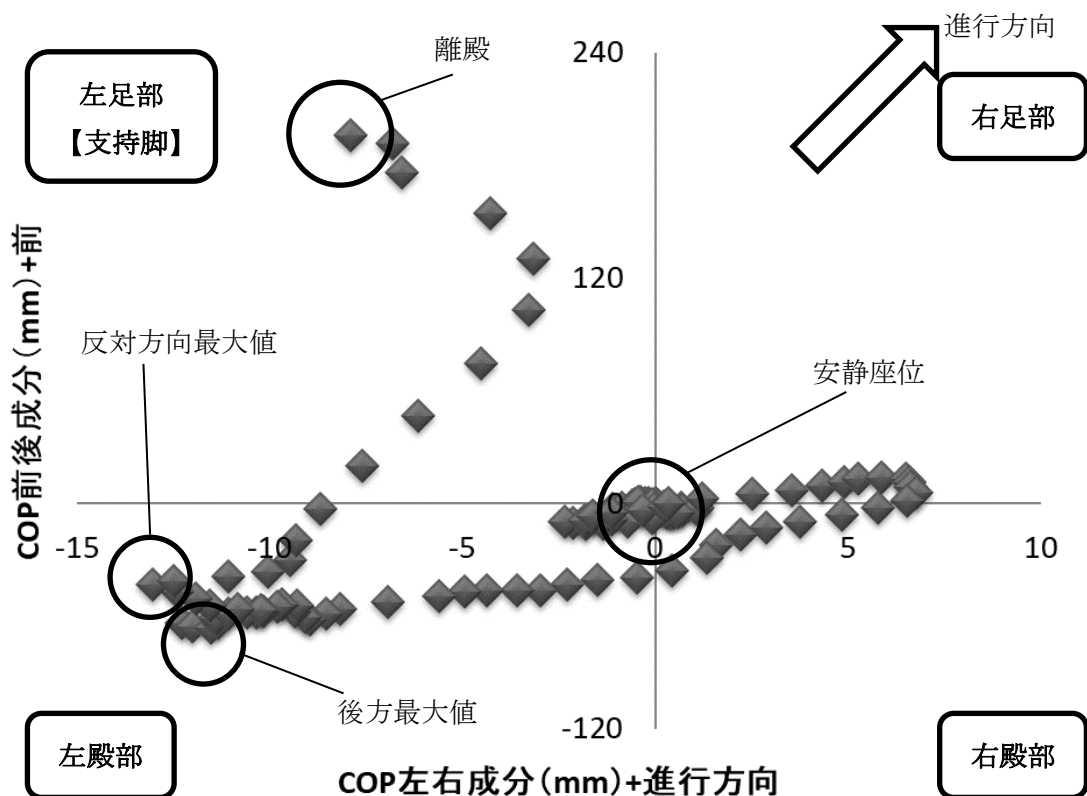 進行方向
離殿
240
左足部
【支持脚】
右足部
120
反対方向最大値
安静座位
COP前後成分(mm)+前
0
-15
-10
-5
0
5
10
後方最大値
-120
左殿部
右殿部
COP左右成分(mm)+進行方向